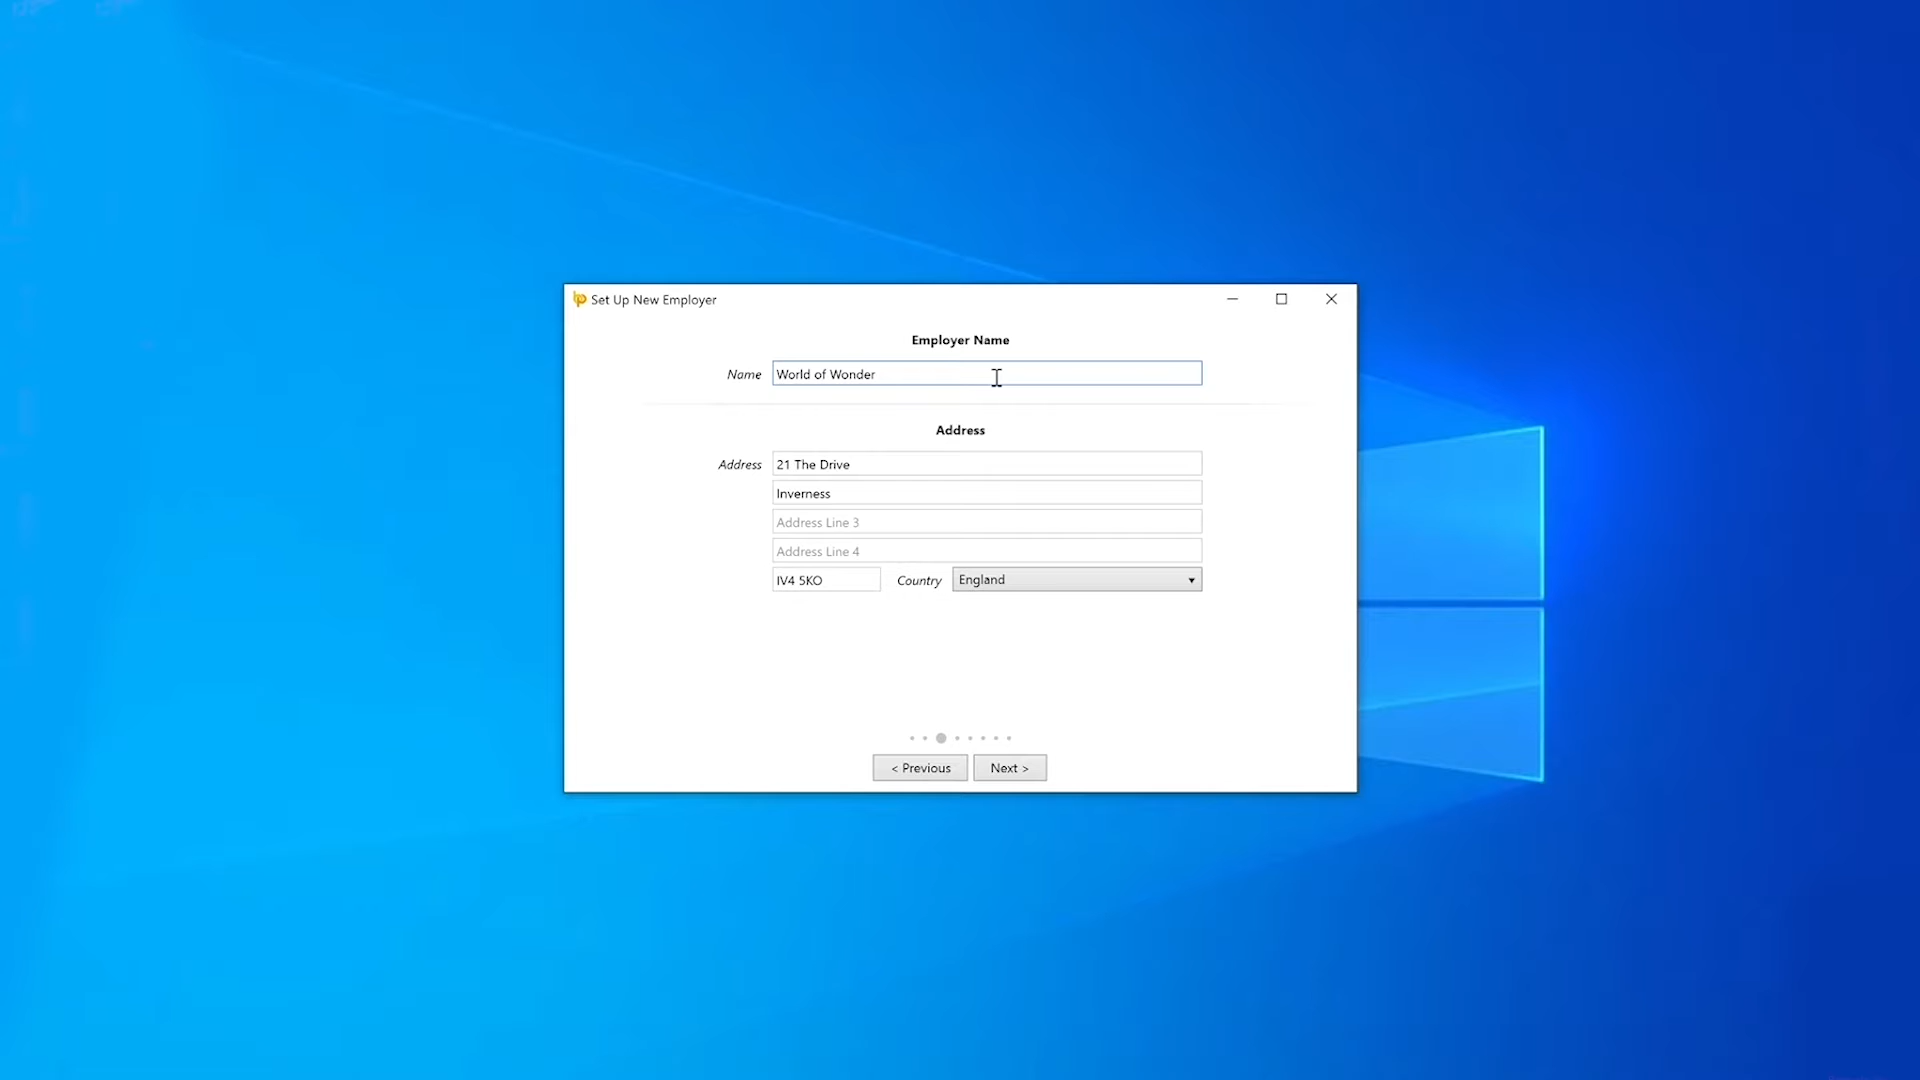 Set Up New Employer
Employer Name
Name World of Wonder
Address
Address 21 The Drive
Inverness
Address Line 3
Address Line 4
IV4 5KO Country England
< Previous Next >